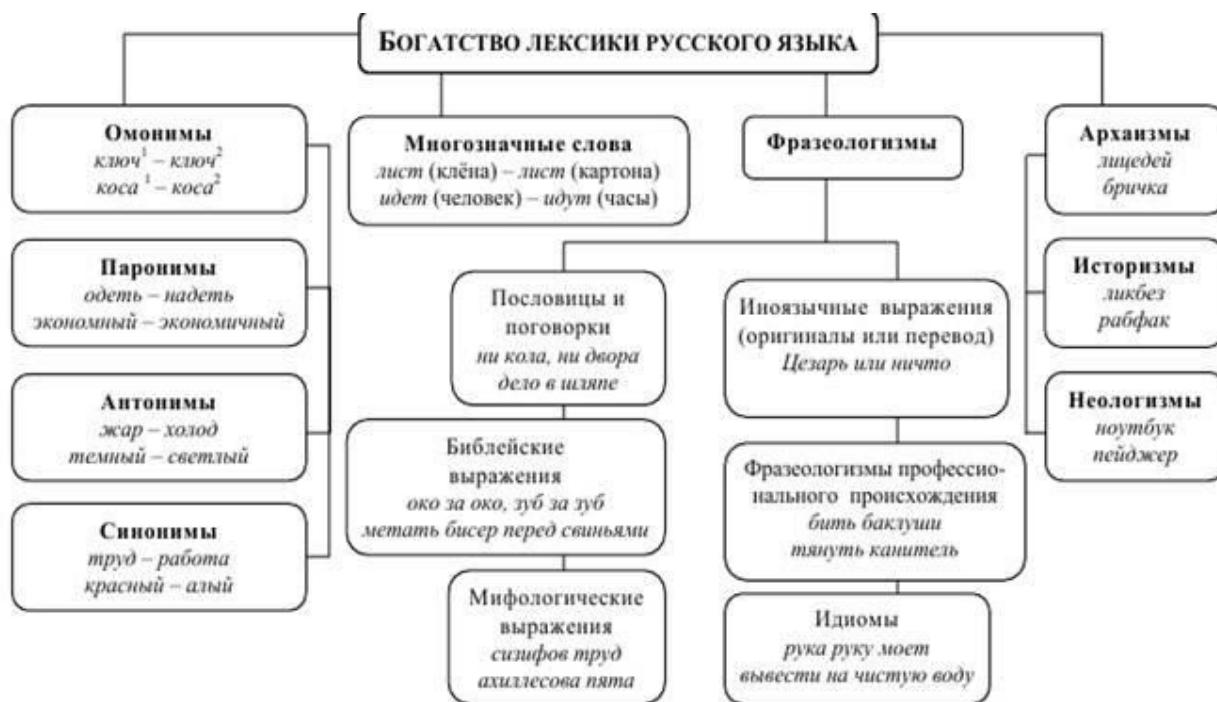 БОГАТСТВО ЛЕКСИКИ РУССКОГО ЯЗЫКА
Омонимы
ключ¹ – ключ²
коса ¹ – коса²
Паронимы
одеть – надеть
экономный – экономичный
Антонимы
жар – холод
темный – светлый
Синонимы
труд – работа
красный – алый
Многозначные слова
лист (клёна) – лист (картона)
идет (человек) – идут (часы)
Фразеологизмы
Пословицы и
поговорки
ни кола, ни двора
дело в шляпе
Библейские
выражения
око за око, зуб за зуб
метать бисер перед свиньями
Мифологические
выражения
сизифов труд
ахиллесова пята
Иноязычные выражения
(оригиналы или перевод)
Цезарь или ничто
Фразеологизмы профессио-
нального происхождения
бить баклуши
тянуть канитель
Идиомы
рука руку моет
вывести на чистую воду
Архаизмы
лицедей
бричка
Историзмы
ликбез
рабфак
Неологизмы
ноутбук
пейджер